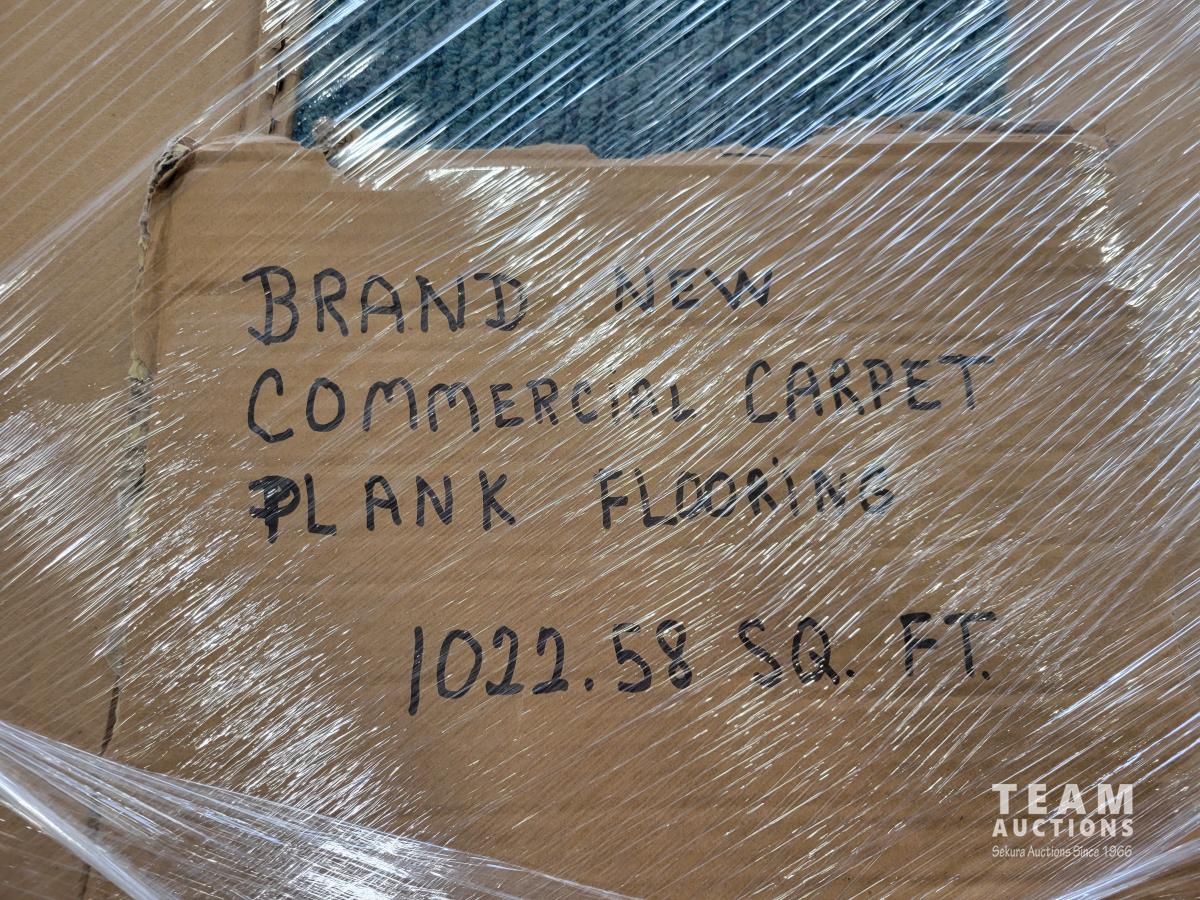 BRAND NEW
COMMERCIAL CARPET
PLANK FLOORING
1022.58 SQ. FT.
TEAM
AUCTIONS
Sekura Auctions Since 1966